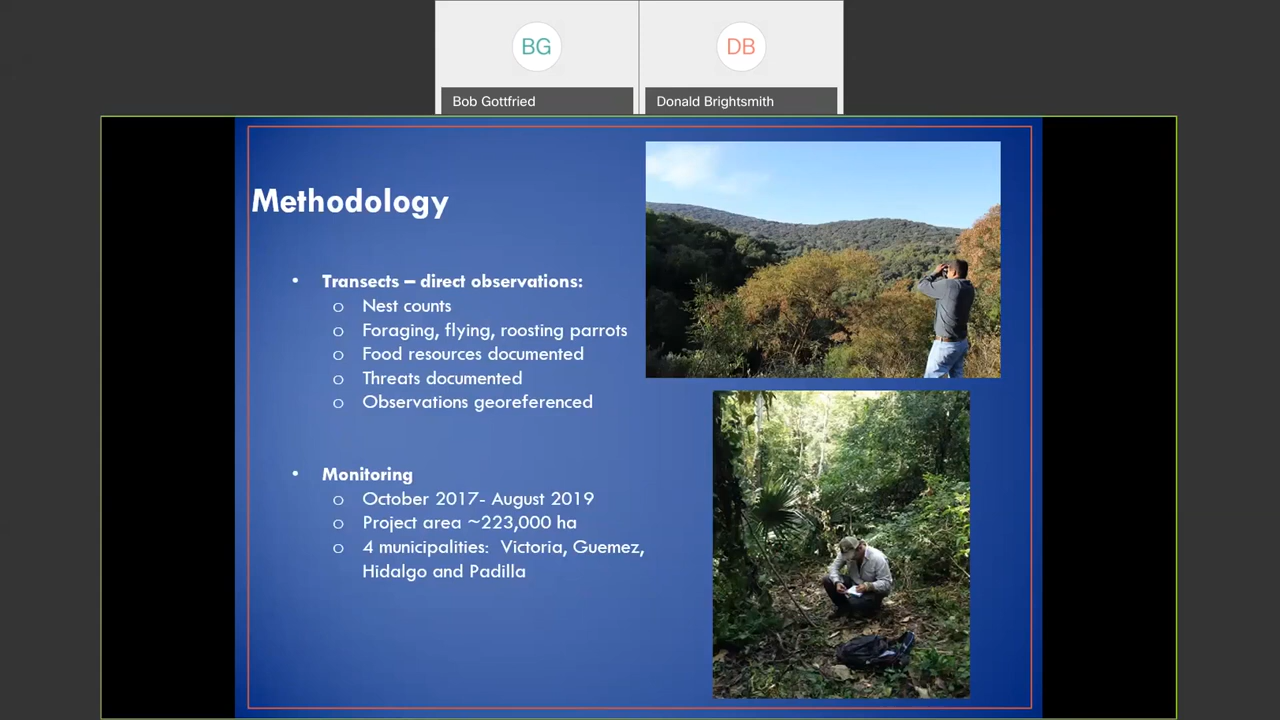 BG
DB
Bob Gottfried
Donald Brightsmith
Methodology
• Transects – direct observations:
o Nest counts
o Foraging, flying, roosting parrots
o Food resources documented
o Threats documented
o Observations georeferenced
• Monitoring
o October 2017- August 2019
o Project area ~223,000 ha
o 4 municipalities: Victoria, Guemez,
Hidalgo and Padilla